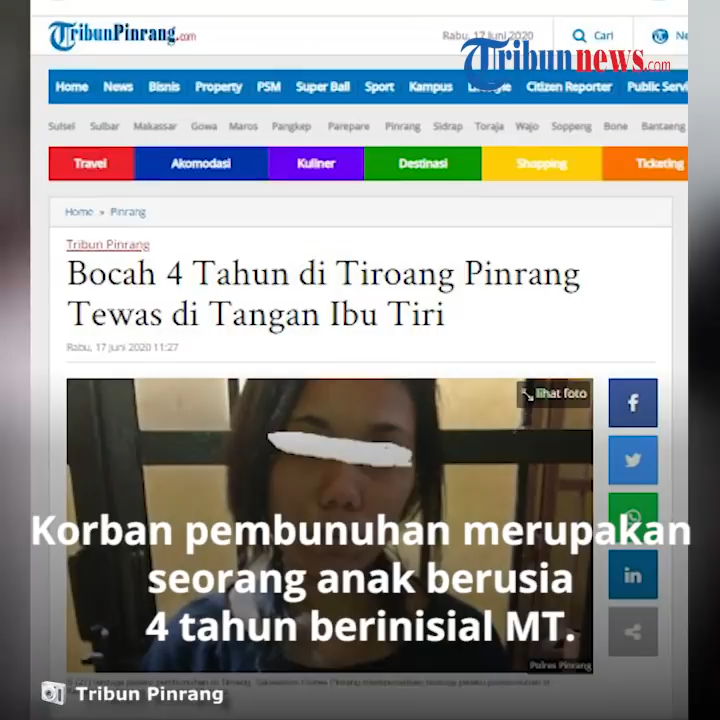 TribunPinrang.com
Rabu, 17 Juni 2020
Cari
Ne
Tribunnews.com
Home News Bisnis Property PSM Super Ball Sport Kampus Citizen Reporter Public Servi
Sulsel Sulbar Makassar Gowa Maros Pangkep Parepare Pinrang Sidrap Toraja Wajo Soppeng Bone Bantaeng
Travel Akomodasi Kuliner Destinasi Shopping Ticketing
Home » Pinrang
Tribun Pinrang
Bocah 4 Tahun di Tiroang Pinrang
Tewas di Tangan Ibu Tiri
Rabu, 17 Juni 2020 11:27
lihat foto
Korban pembunuhan merupakan
seorang anak berusia
4 tahun berinisial MT.
Polres Pinrang
Tribun Pinrang